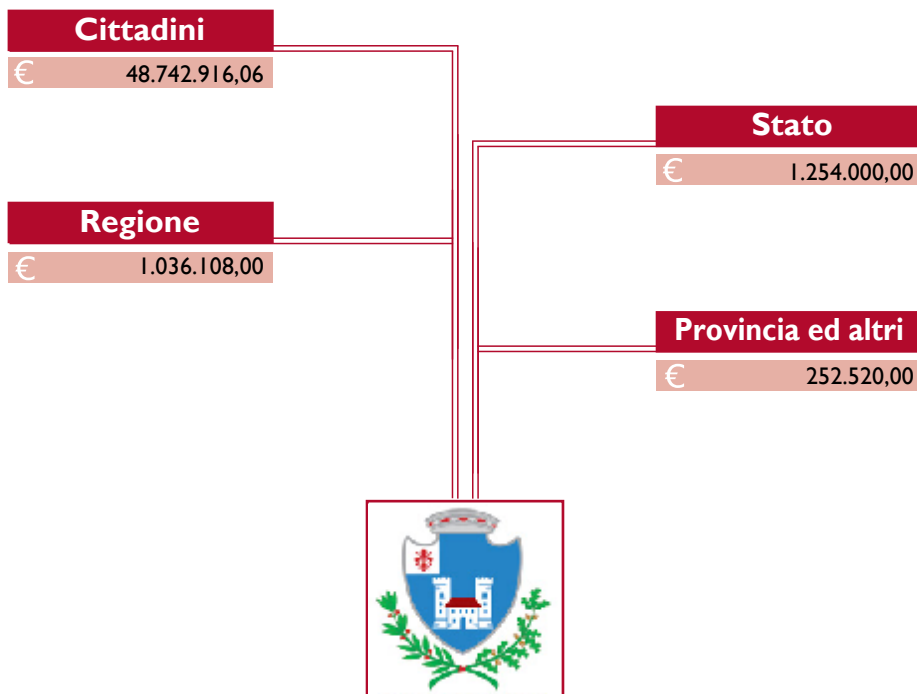 Cittadini
€ 48.742.916,06
Stato
€ 1.254.000,00
Regione
€ 1.036.108,00
Provincia ed altri
€ 252.520,00